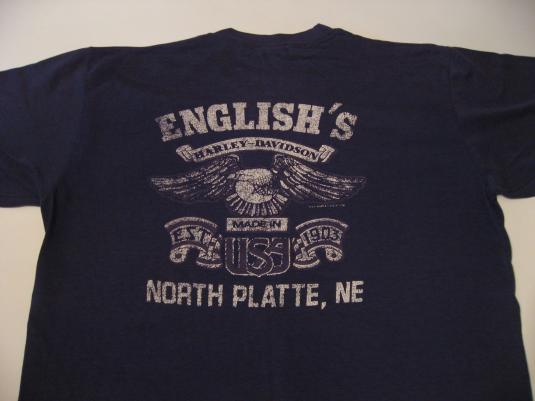 ENGLISH'S
HARLEY-DAVIDSON
MADE IN
EST. 1903
USA
NORTH PLATTE, NE